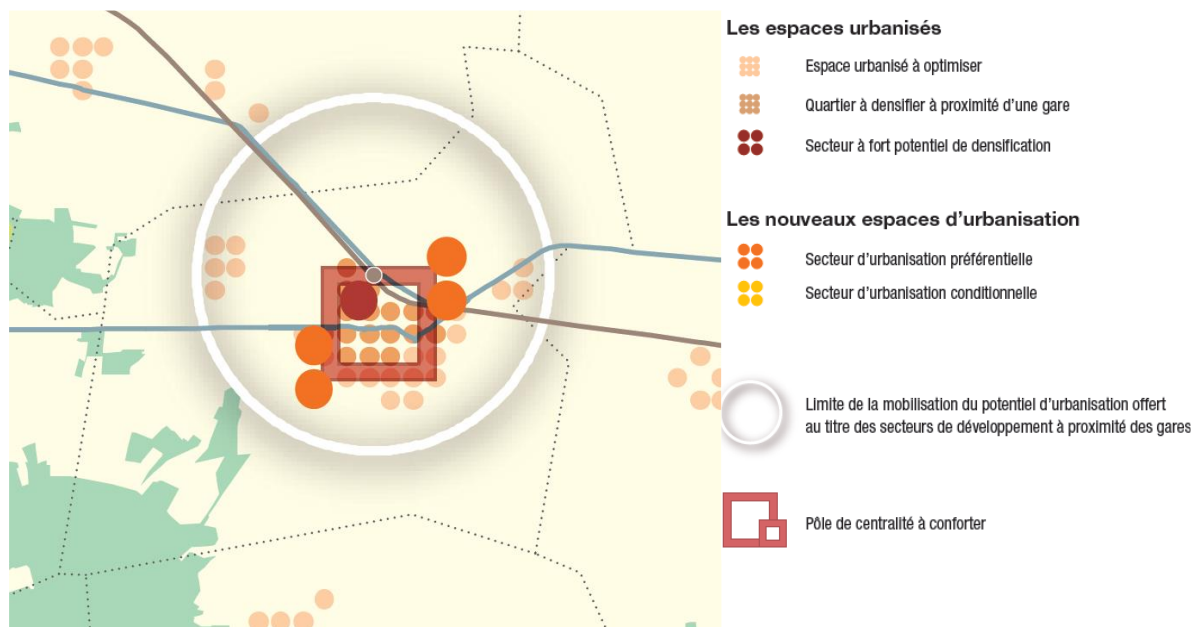 Les espaces urbanisés
Espace urbanisé à optimiser
Quartier à densifier à proximité d'une gare
Secteur à fort potentiel de densification
Les nouveaux espaces d'urbanisation
Secteur d'urbanisation préférentielle
Secteur d'urbanisation conditionnelle
Limite de la mobilisation du potentiel d'urbanisation offert
au titre des secteurs de développement à proximité des gares
Pôle de centralité à conforter